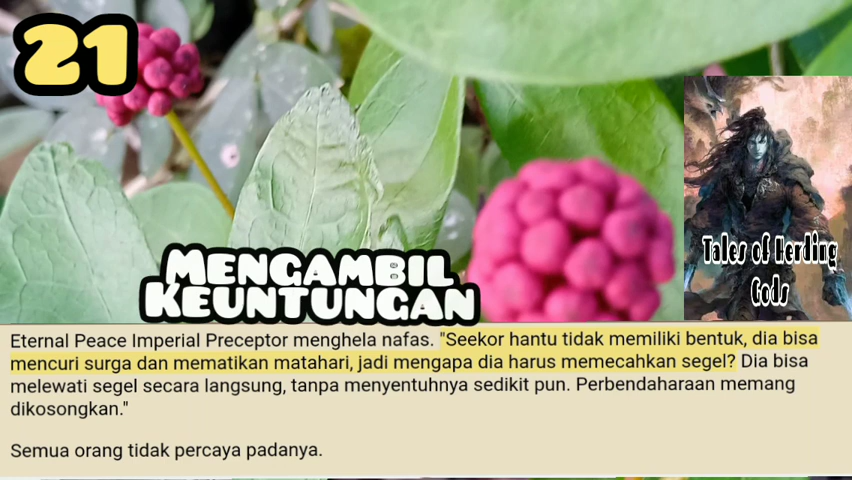 21
Tales of Herding
Gods
MENGAMBIL
KEUNTUNGAN
Eternal Peace Imperial Preceptor menghela nafas. "Seekor hantu tidak memiliki bentuk, dia bisa
mencuri surga dan mematikan matahari, jadi mengapa dia harus memecahkan segel? Dia bisa
melewati segel secara langsung, tanpa menyentuhnya sedikit pun. Perbendaharaan memang
dikosongkan."
Semua orang tidak percaya padanya.